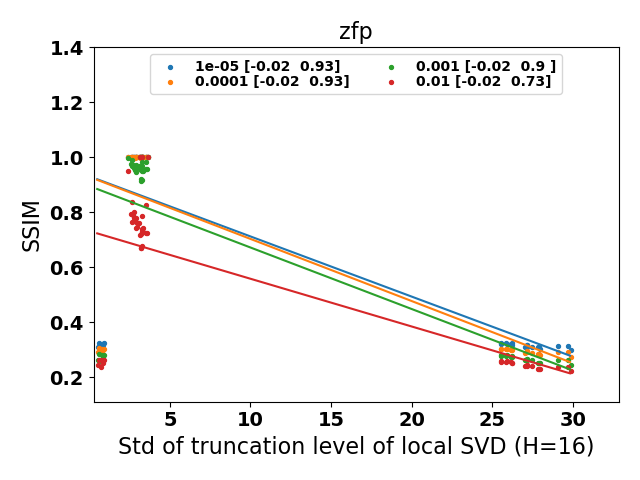 zfp
1e-05 [-0.02  0.93]
0.0001 [-0.02  0.93]
0.001 [-0.02  0.9 ]
0.01 [-0.02  0.73]
SSIM
1.4
1.2
1.0
0.8
0.6
0.4
0.2
5 10 15 20 25 30
Std of truncation level of local SVD (H=16)